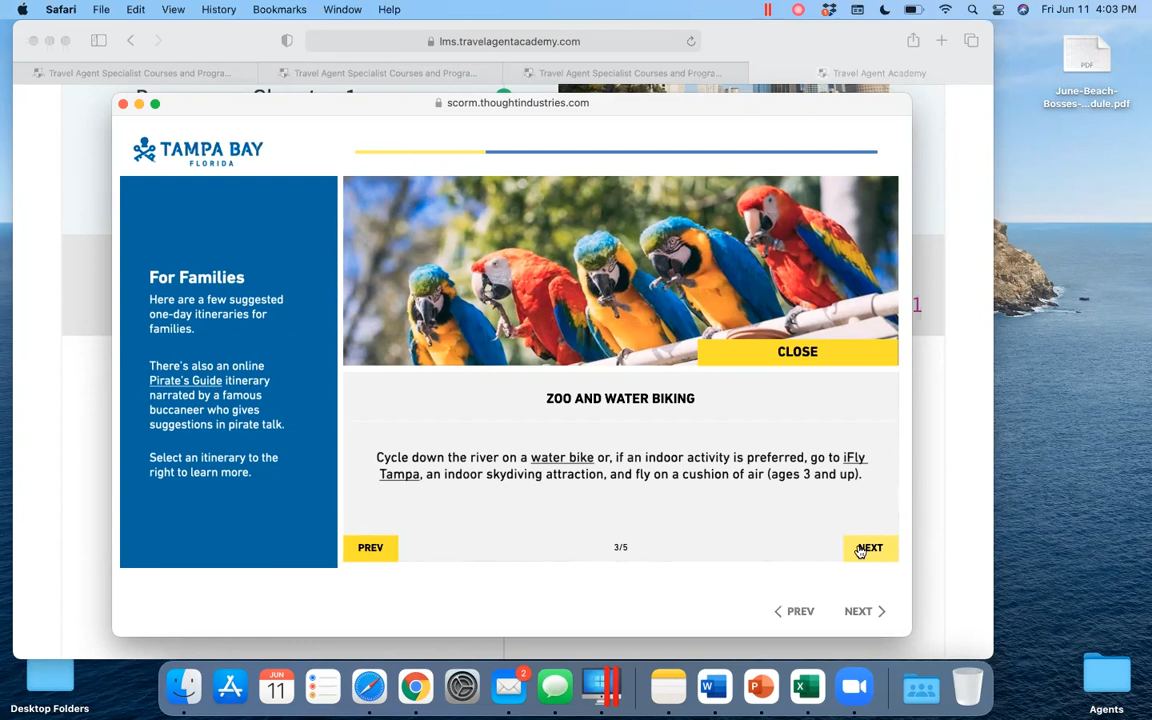 Safari File Edit View History Bookmarks Window Help Fri Jun 11 4:03 PM
lms.travelagentacademy.com
Travel Agent Specialist Courses and Progra... Travel Agent Specialist Courses and Progra... Travel Agent Specialist Courses and Progra... Travel Agent Academy
scorm.thoughtindustries.com
PDF
June-Beach-
Bosses-...dule.pdf
TAMPA BAY
FLORIDA
For Families
Here are a few suggested
one-day itineraries for
families.
There's also an online
Pirate's Guide itinerary
narrated by a famous
buccaneer who gives
suggestions in pirate talk.
Select an itinerary to the
right to learn more.
CLOSE
ZOO AND WATER BIKING
Cycle down the river on a water bike or, if an indoor activity is preferred, go to iFly
Tampa, an indoor skydiving attraction, and fly on a cushion of air (ages 3 and up).
PREV 3/5 NEXT
PREV NEXT
1
JUN
11
2
W P X
Desktop Folders
Agents